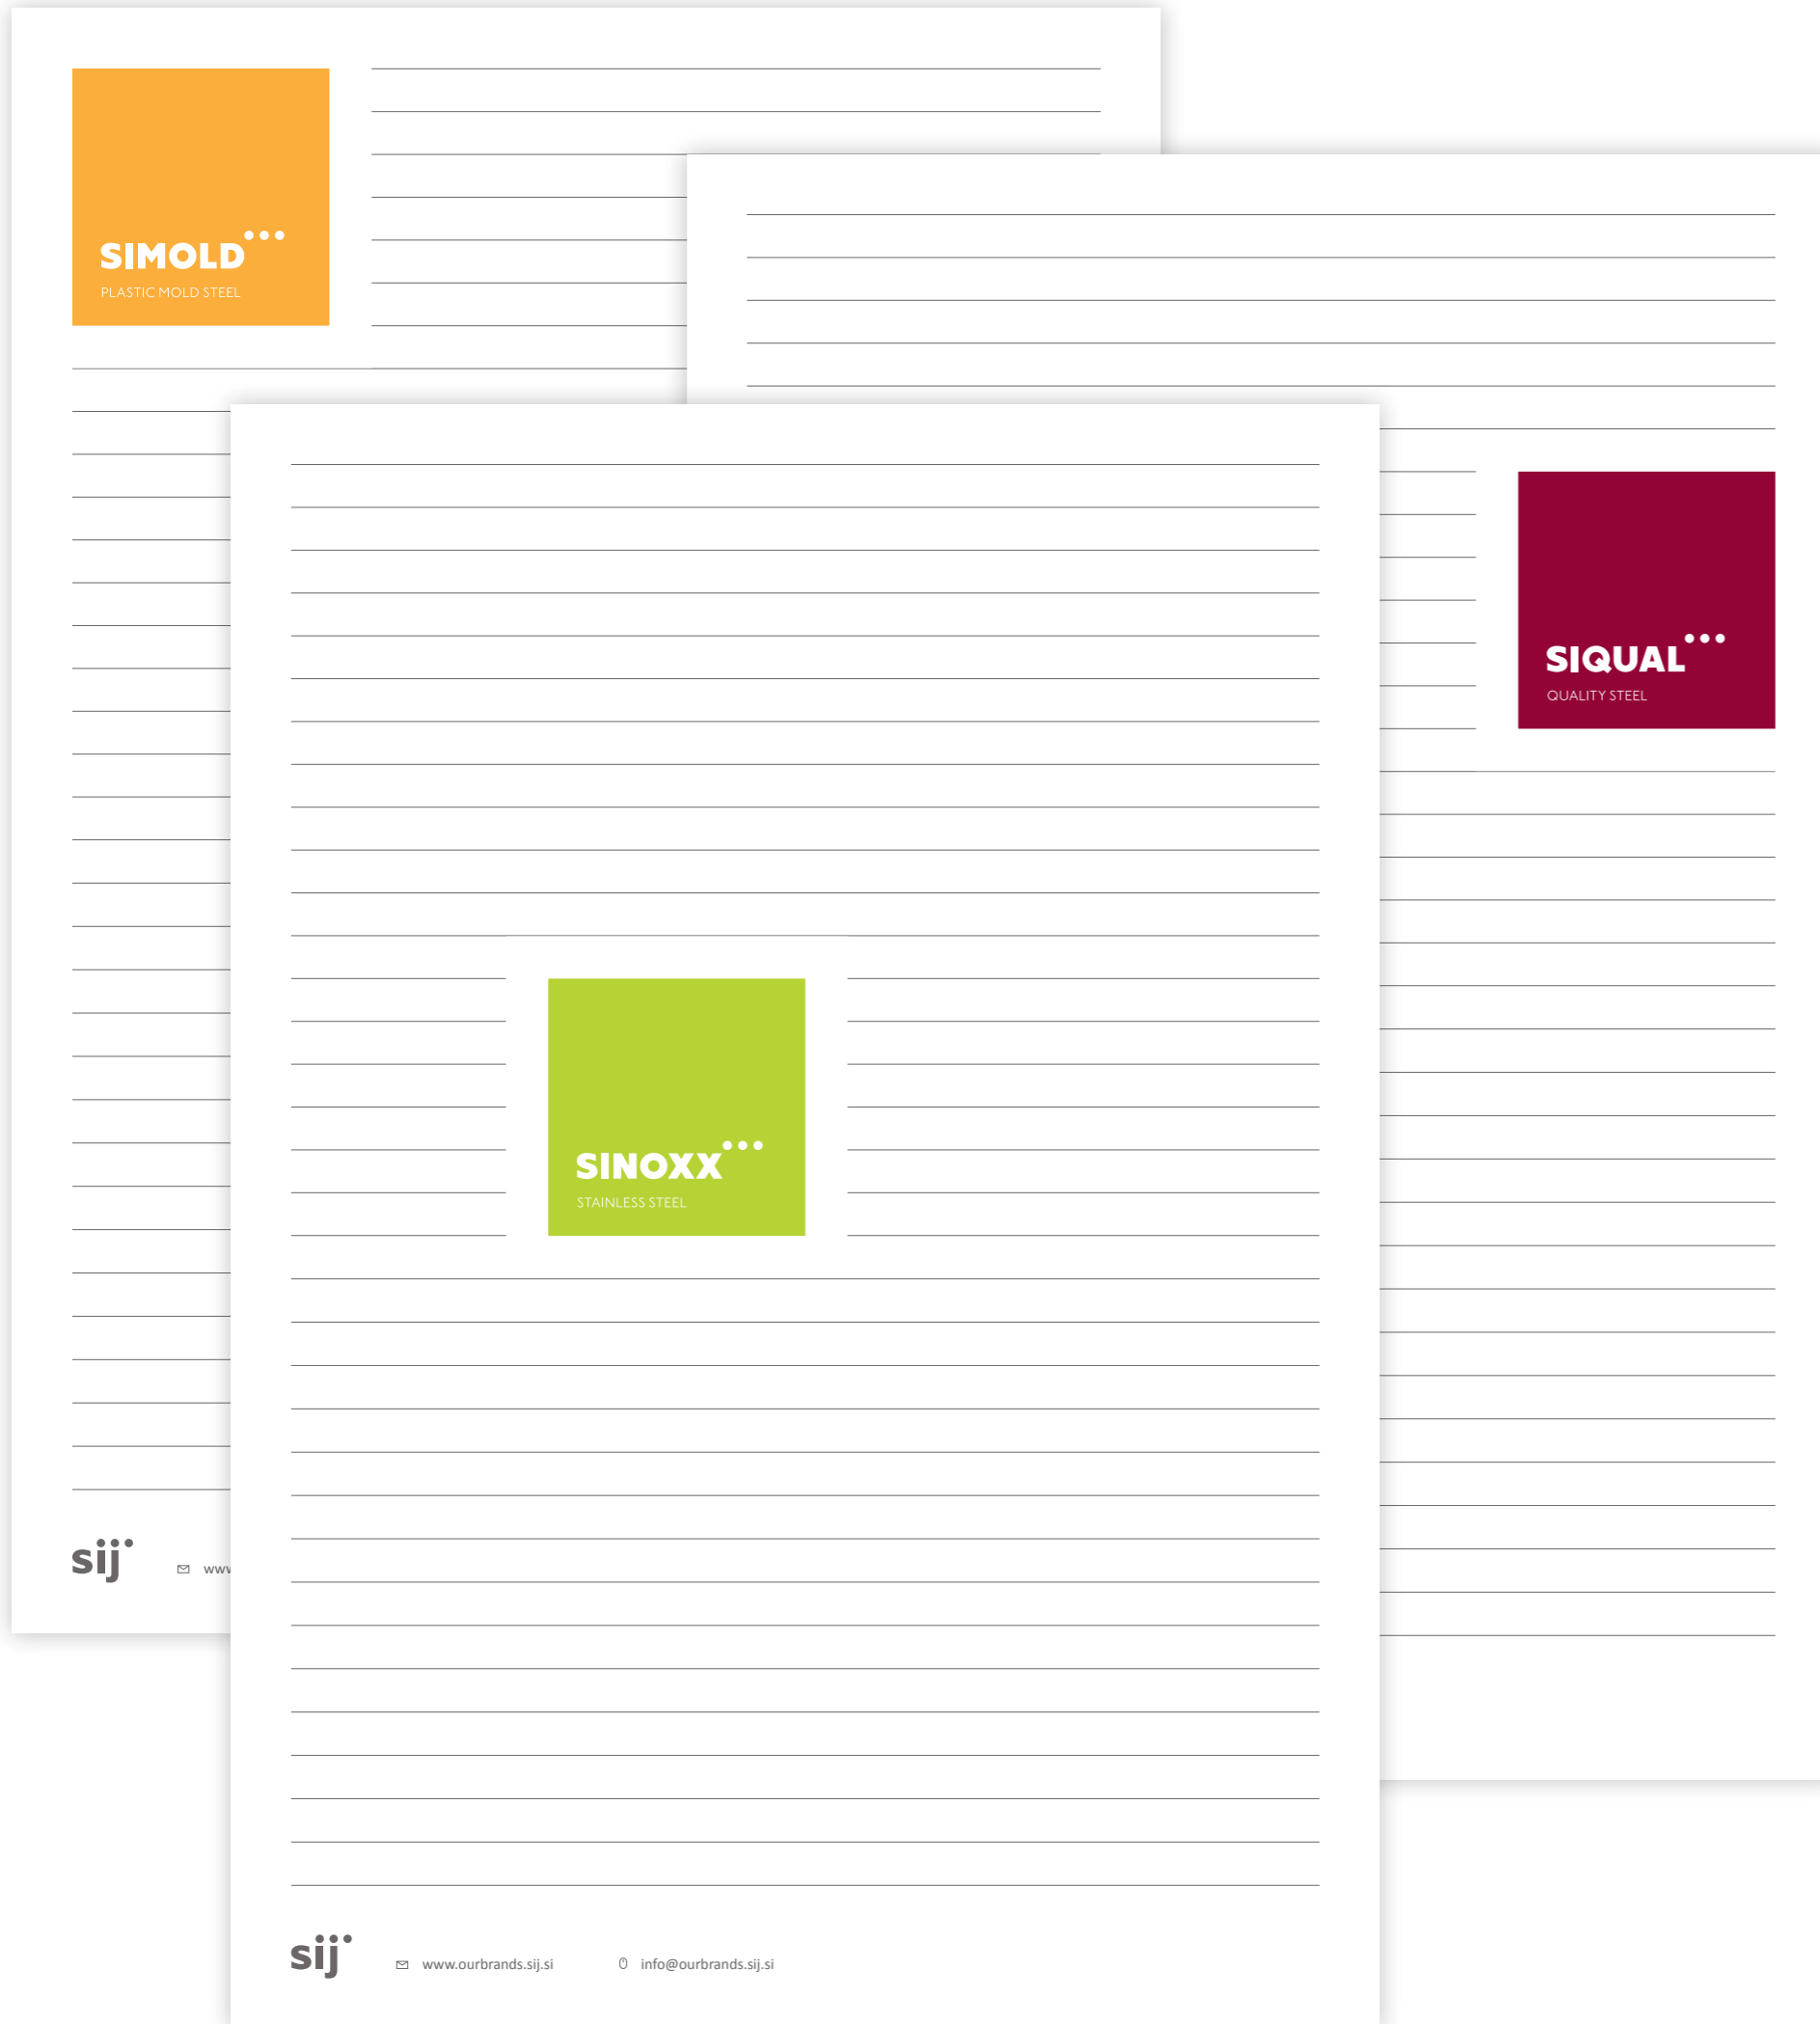 SIMOLD
PLASTIC MOLD STEEL
SIQUAL
QUALITY STEEL
SINOXX
STAINLESS STEEL
sij
sij
www.ourbrands.sij.si
info@ourbrands.sij.si